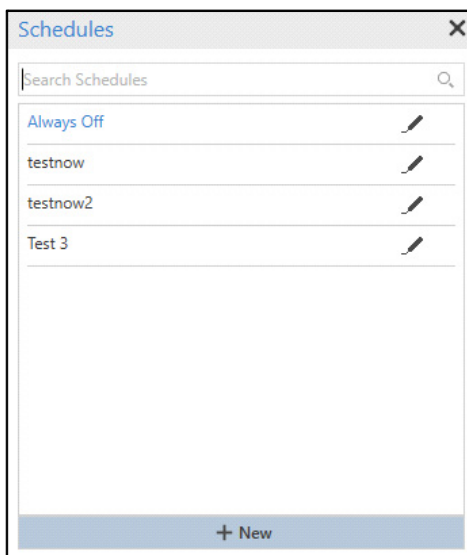 Schedules
Search Schedules
Always Off
testnow
testnow2
Test 3
+ New